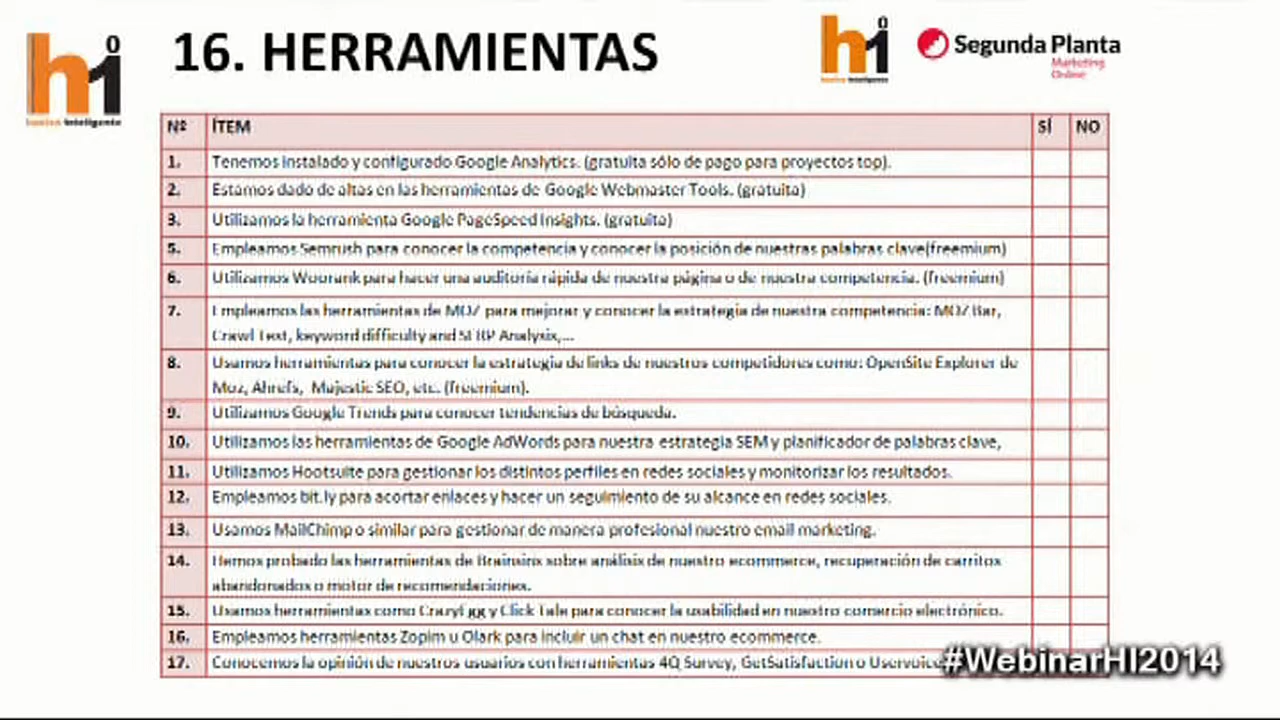 hi
hosteo inteligente
16. HERRAMIENTAS
hi
hosteo inteligente
Segunda Planta
Marketing
Online
Nº ÍTEM SÍ NO
1. Tenemos instalado y configurado Google Analytics. (gratuita sólo de pago para proyectos top).
2. Estamos dado de altas en las herramientas de Google Webmaster Tools. (gratuita)
3. Utilizamos la herramienta Google PageSpeed Insights. (gratuita)
5. Empleamos Semrush para conocer la competencia y conocer la posición de nuestras palabras clave(freemium)
6. Utilizamos Woorank para hacer una auditoría rápida de nuestra página o de nuestra competencia. (freemium)
7. Empleamos las herramientas de MOZ para mejorar y conocer la estrategia de nuestra competencia: MOZ Bar,
Crawl Text, keyword difficulty and SERP Analysis,...
8. Usamos herramientas para conocer la estrategia de links de nuestros competidores como: OpenSite Explorer de
Moz, Ahrefs, Majestic SEO, etc. (freemium).
9. Utilizamos Google Trends para conocer tendencias de búsqueda.
10. Utilizamos las herramientas de Google AdWords para nuestra estrategia SEM y planificador de palabras clave,
11. Utilizamos Hootsuite para gestionar los distintos perfiles en redes sociales y monitorizar los resultados.
12. Empleamos bit.ly para acortar enlaces y hacer un seguimiento de su alcance en redes sociales.
13. Usamos MailChimp o similar para gestionar de manera profesional nuestro email marketing.
14. Hemos probado las herramientas de Brainsins sobre análisis de nuestro ecommerce, recuperación de carritos
abandonados o motor de recomendaciones.
15. Usamos herramientas como CrazyEgg y Click Tale para conocer la usabilidad en nuestro comercio electrónico.
16. Empleamos herramientas Zopim u Olark para incluir un chat en nuestro ecommerce.
17. Conocemos la opinión de nuestros usuarios con herramientas 4Q Survey, GetSatisfaction o Uservoice
#WebinarHI2014